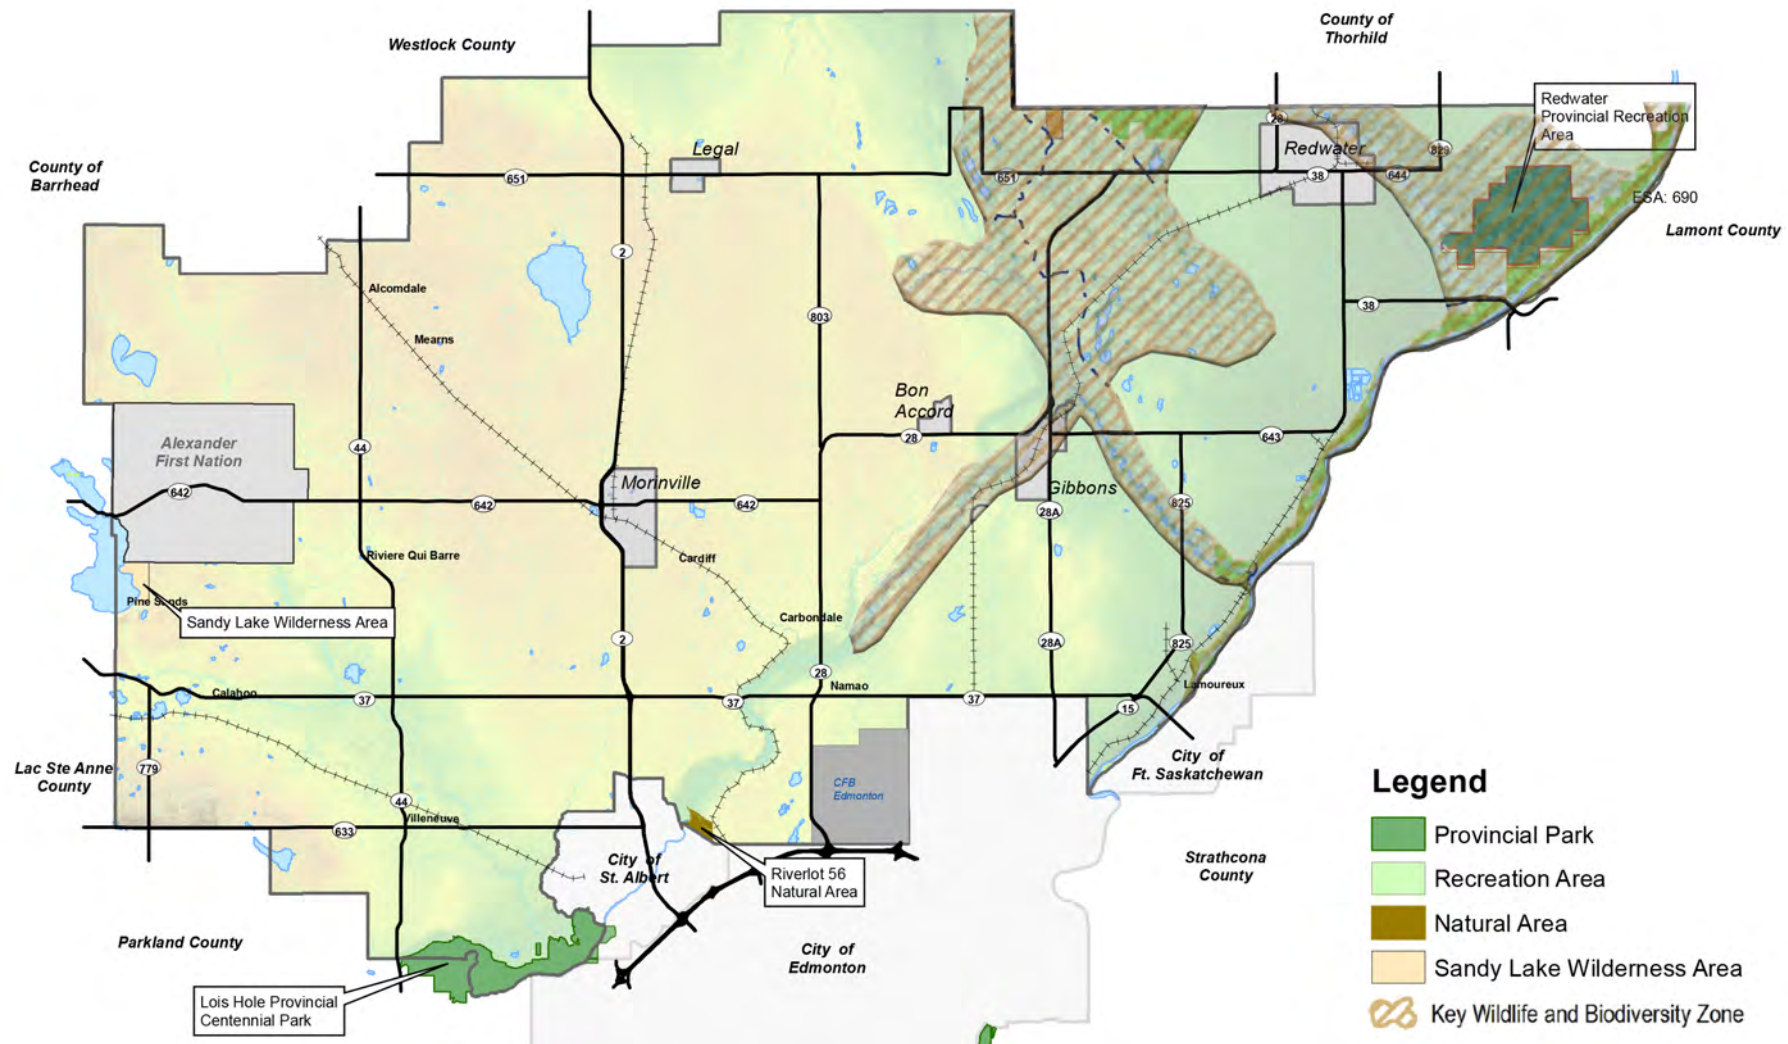 County of
Thorhild
Westlock County
Redwater
Provincial Recreation
Area
28
Legal
Redwater
829
County of
Barrhead
651
651
38
644
ESA: 690
Lamont County
2
Alcomdale
38
803
Mearns
Bon
Accord
Alexander
First Nation
44
28
643
642
642
Morinville
642
Gibbons
825
28A
Riviere Qui Barre
Cardiff
Pine Sands
Sandy Lake Wilderness Area
Carbondale
2
28A
825
28
Namao
Lamoureux
Calahoo
37
37
37
15
Lac Ste Anne
County
779
City of
Ft. Saskatchewan
CFB
Edmonton
44
Villeneuve
633
City of
St. Albert
Riverlot 56
Natural Area
Strathcona
County
Parkland County
City of
Edmonton
Lois Hole Provincial
Centennial Park
Legend
Provincial Park
Recreation Area
Natural Area
Sandy Lake Wilderness Area
Key Wildlife and Biodiversity Zone